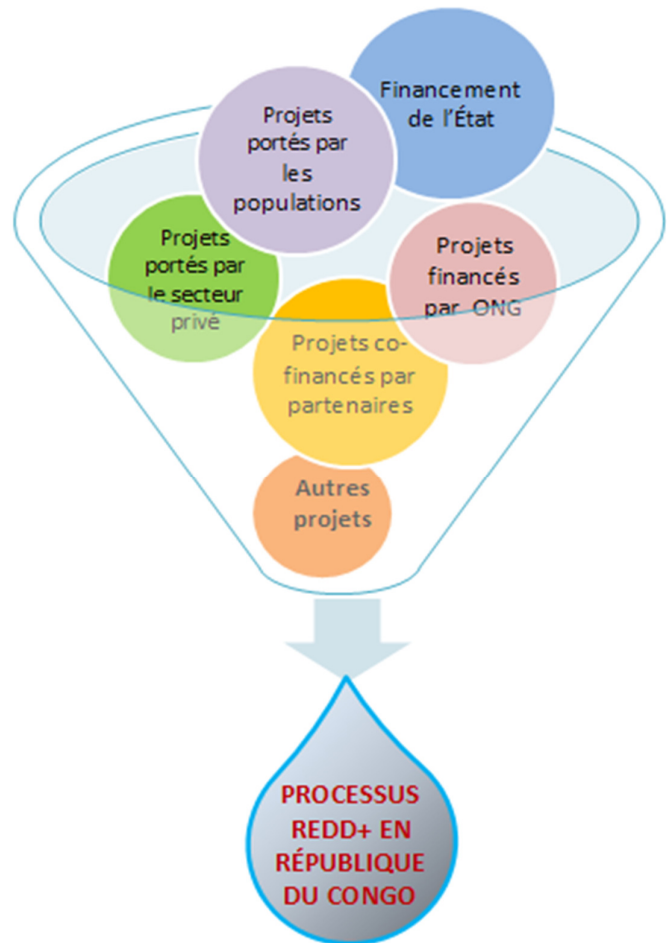 Financement
de l'État
Projets
portés par
les
populations
Projets
portés par
le secteur
privé
Projets
financés
par ONG
Projets co-
financés par
partenaires
Autres
projets
PROCESSUS
REDD+ EN
RÉPUBLIQUE
DU CONGO